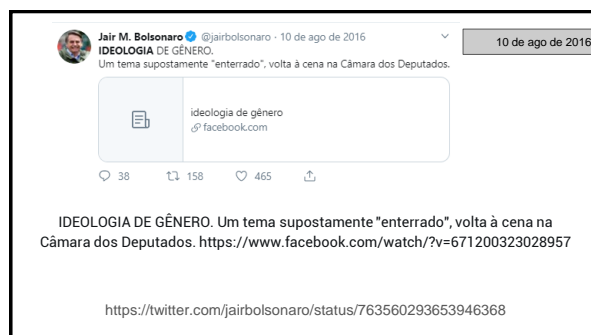 Jair M. Bolsonaro @jairbolsonaro · 10 de ago de 2016
IDEOLOGIA DE GÊNERO.
Um tema supostamente "enterrado", volta à cena na Câmara dos Deputados.
ideologia de gênero
facebook.com
38 158 465
10 de ago de 2016
IDEOLOGIA DE GÊNERO. Um tema supostamente "enterrado", volta à cena na
Câmara dos Deputados. https://www.facebook.com/watch/?v=671200323028957
https://twitter.com/jairbolsonaro/status/763560293653946368